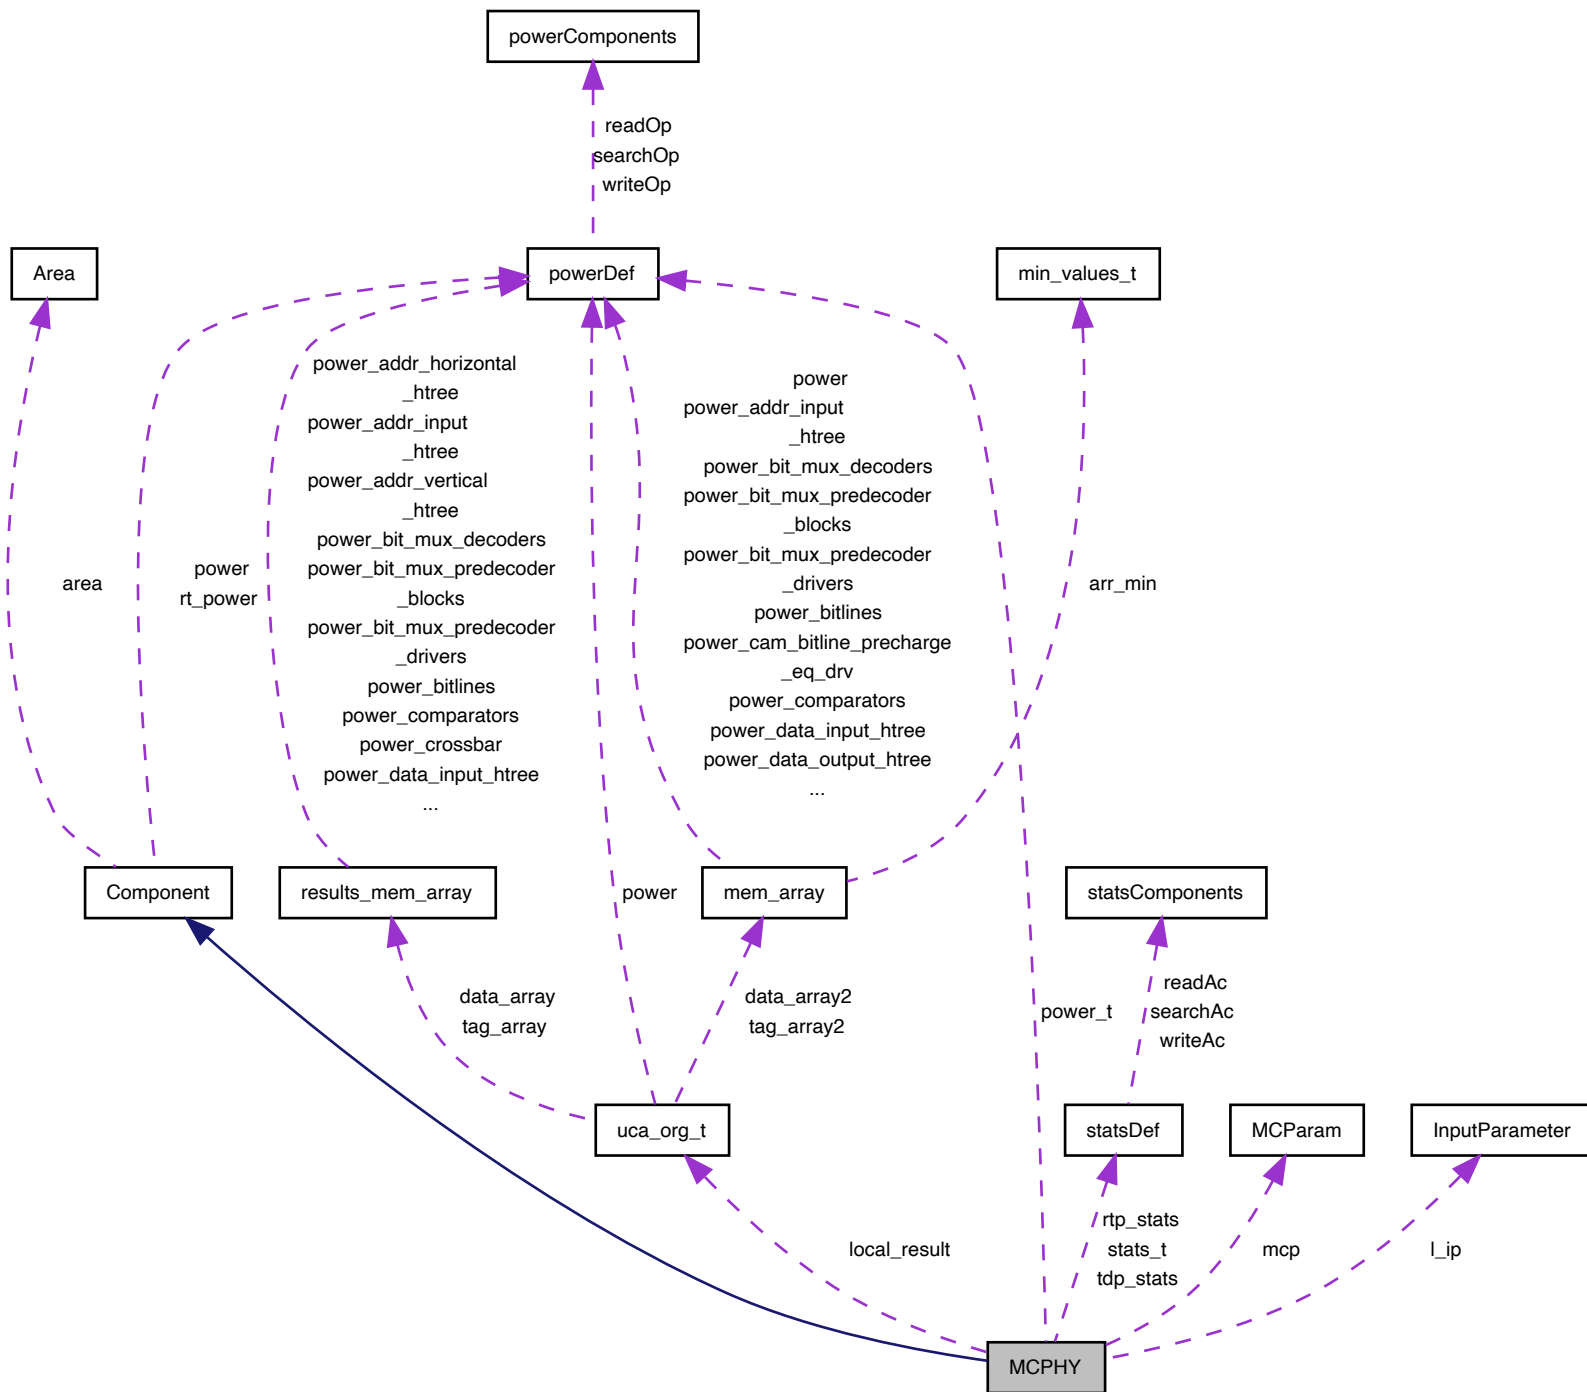 powerComponents
readOp
searchOp
writeOp
Area
powerDef
min_values_t
area
power
rt_power
power_addr_horizontal
_htree
power_addr_input
_htree
power_addr_vertical
_htree
power_bit_mux_decoders
power_bit_mux_predecoder
_blocks
power_bit_mux_predecoder
_drivers
power_bitlines
power_comparators
power_crossbar
power_data_input_htree
...
power
power_addr_input
_htree
power_bit_mux_decoders
power_bit_mux_predecoder
_blocks
power_bit_mux_predecoder
_drivers
power_bitlines
power_cam_bitline_precharge
_eq_drv
power_comparators
power_data_input_htree
power_data_output_htree
...
arr_min
Component
results_mem_array
power
mem_array
statsComponents
data_array
tag_array
data_array2
tag_array2
power_t
readAc
searchAc
writeAc
uca_org_t
statsDef
MCParam
InputParameter
local_result
rtp_stats
stats_t
tdp_stats
mcp
l_ip
MCPHY